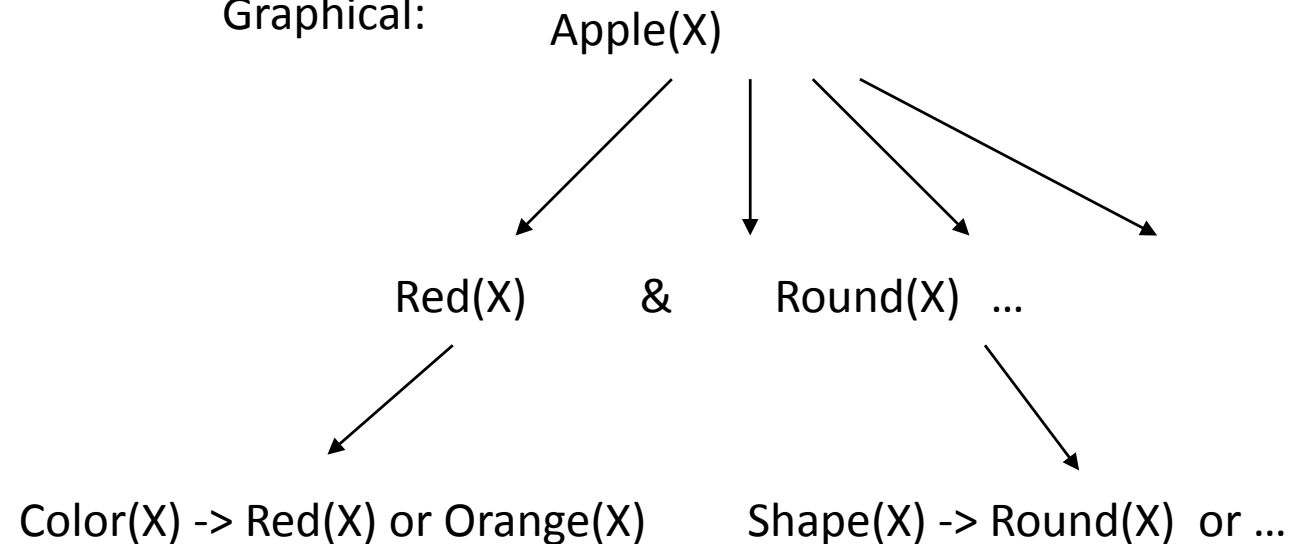 Graphical:
Apple(X)
Red(X) & Round(X) ...
Color(X) -> Red(X) or Orange(X) Shape(X) -> Round(X) or ...